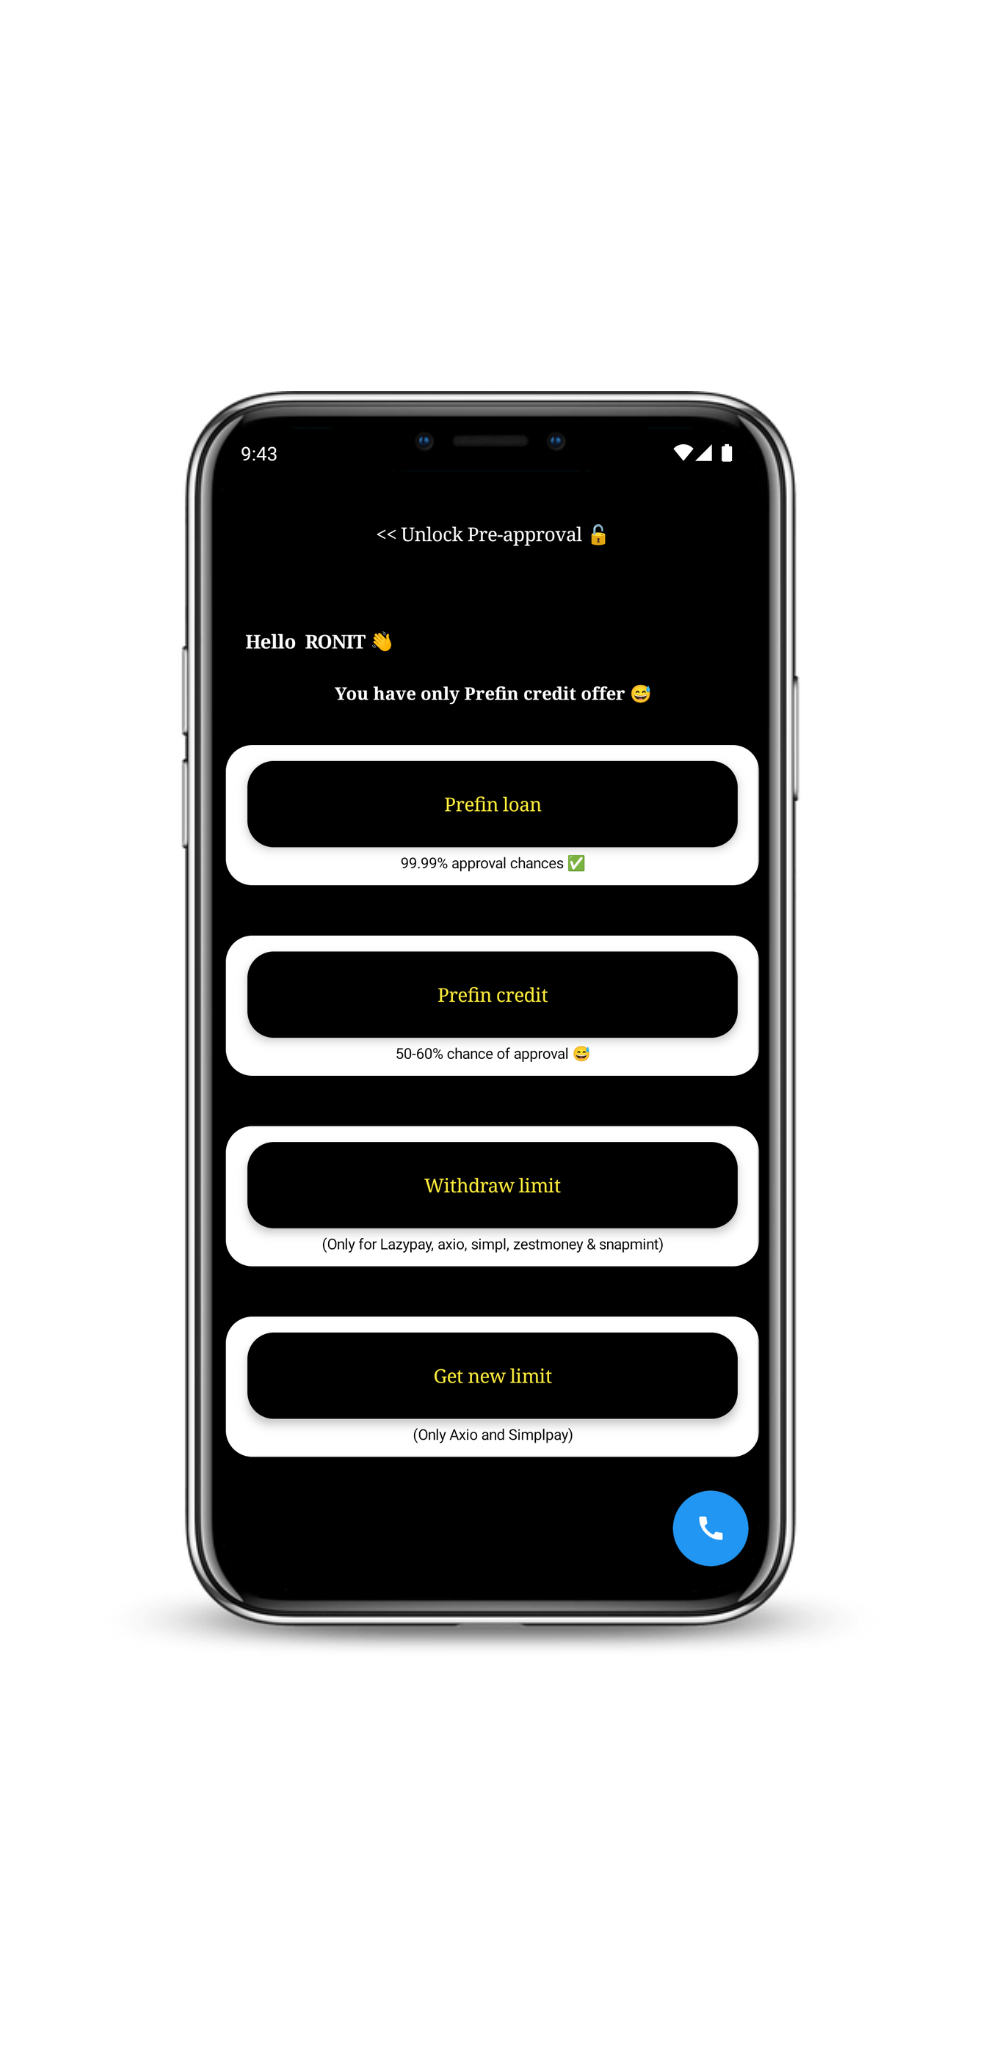 9:43
<< Unlock Pre-approval 🔓
Hello RONIT 👋
You have only Prefin credit offer 😅
Prefin loan
99.99% approval chances ✅
Prefin credit
50-60% chance of approval 😅
Withdraw limit
(Only for Lazypay, axio, simpl, zestmoney & snapmint)
Get new limit
(Only Axio and Simplpay)